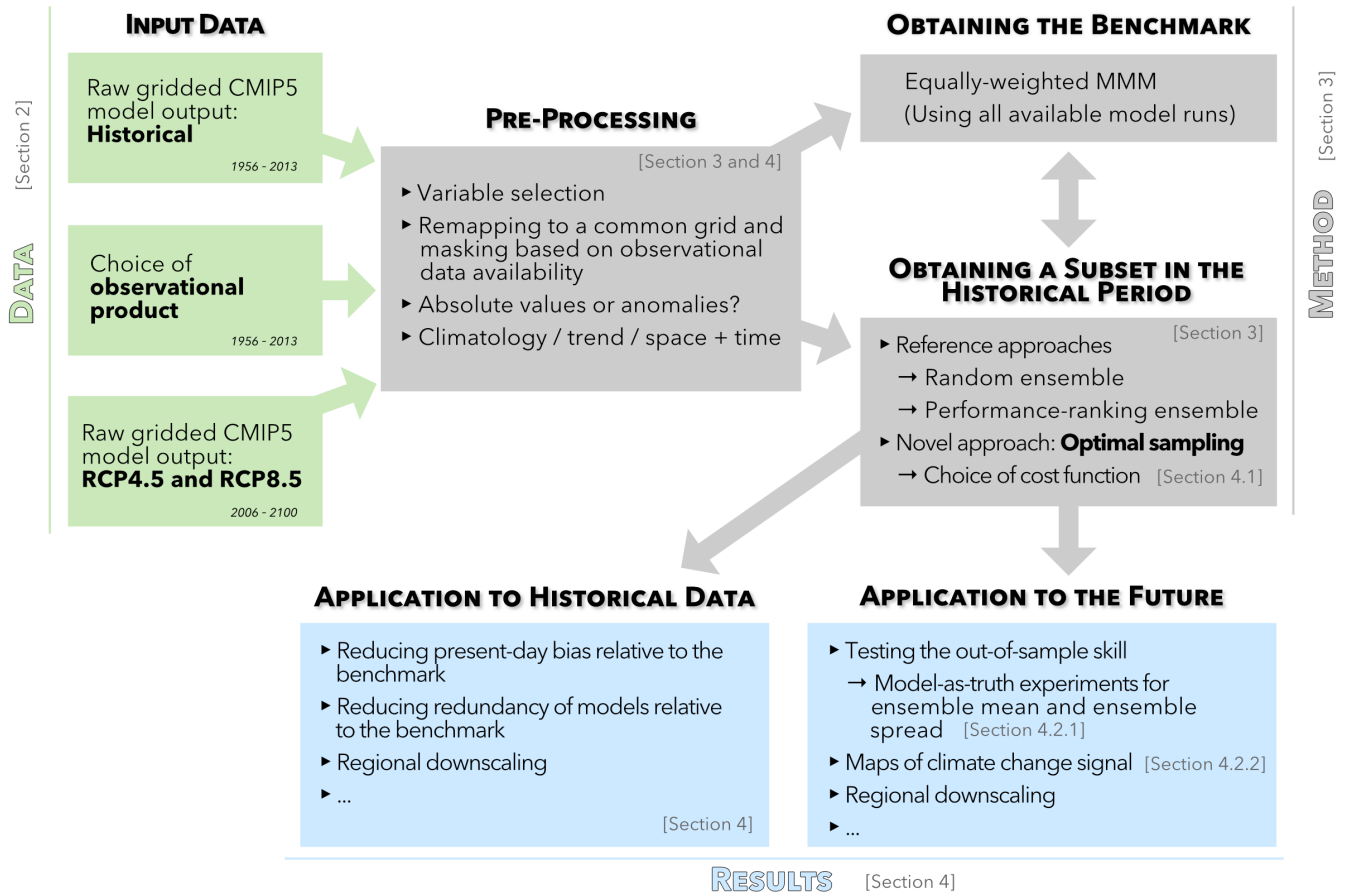 INPUT DATA
Raw gridded CMIP5
model output:
Historical
1956 - 2013
Choice of
observational
product
1956 - 2013
Raw gridded CMIP5
model output:
RCP4.5 and RCP8.5
2006 - 2100
DATA
[Section 2]
PRE-PROCESSING
[Section 3 and 4]
▸ Variable selection
▸ Remapping to a common grid and
masking based on observational
data availability
▸ Absolute values or anomalies?
▸ Climatology / trend / space + time
OBTAINING THE BENCHMARK
Equally-weighted MMM
(Using all available model runs)
OBTAINING A SUBSET IN THE
HISTORICAL PERIOD
[Section 3]
▸ Reference approaches
→ Random ensemble
→ Performance-ranking ensemble
▸ Novel approach: Optimal sampling
→ Choice of cost function [Section 4.1]
METHOD
[Section 3]
APPLICATION TO HISTORICAL DATA
▸ Reducing present-day bias relative to the
benchmark
▸ Reducing redundancy of models relative
to the benchmark
▸ Regional downscaling
▸ ...
[Section 4]
APPLICATION TO THE FUTURE
▸ Testing the out-of-sample skill
→ Model-as-truth experiments for
ensemble mean and ensemble
spread [Section 4.2.1]
▸ Maps of climate change signal [Section 4.2.2]
▸ Regional downscaling
▸ ...
RESULTS [Section 4]